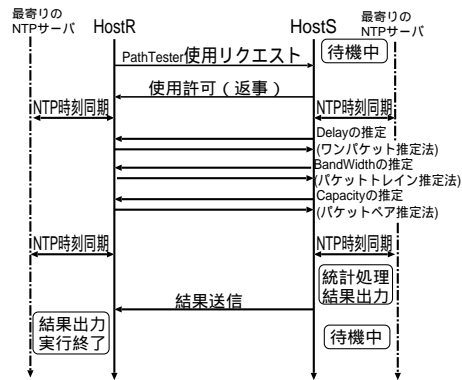 最寄りの
NTPサーバ
HostR
HostS
最寄りの
NTPサーバ
PathTester使用リクエスト
待機中
使用許可(返事)
NTP時刻同期
NTP時刻同期
Delayの推定
(ワンパケット推定法)
BandWidthの推定
(パケットトレイン推定法)
Capacityの推定
(パケットペア推定法)
NTP時刻同期
NTP時刻同期
統計処理
結果出力
結果送信
結果出力
実行終了
待機中